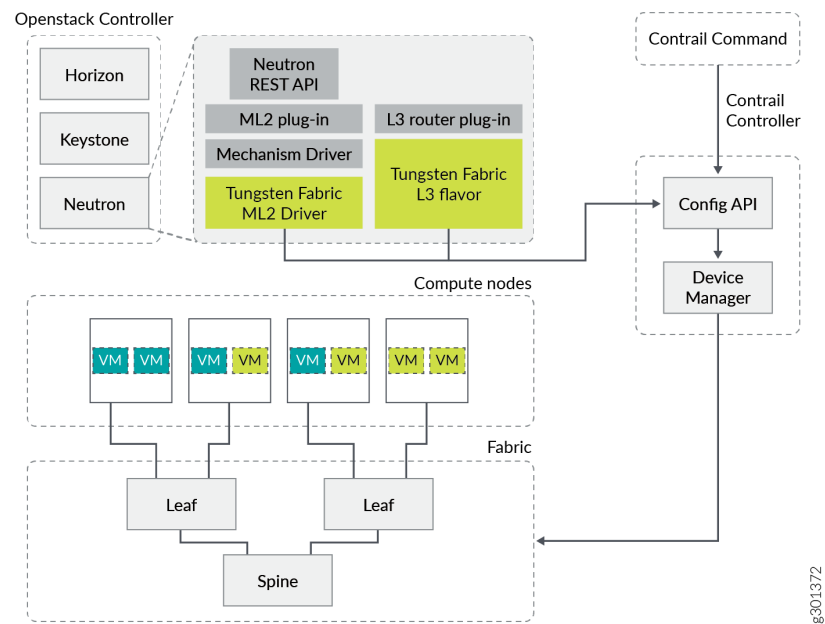 Openstack Controller
Horizon
Keystone
Neutron
Neutron
REST API
ML2 plug-in
L3 router plug-in
Mechanism Driver
Tungsten Fabric
ML2 Driver
Tungsten Fabric
L3 flavor
Contrail Command
Contrail
Controller
Config API
Device
Manager
Compute nodes
VM VM VM VM VM VM VM VM
Fabric
Leaf
Leaf
Spine
g301372